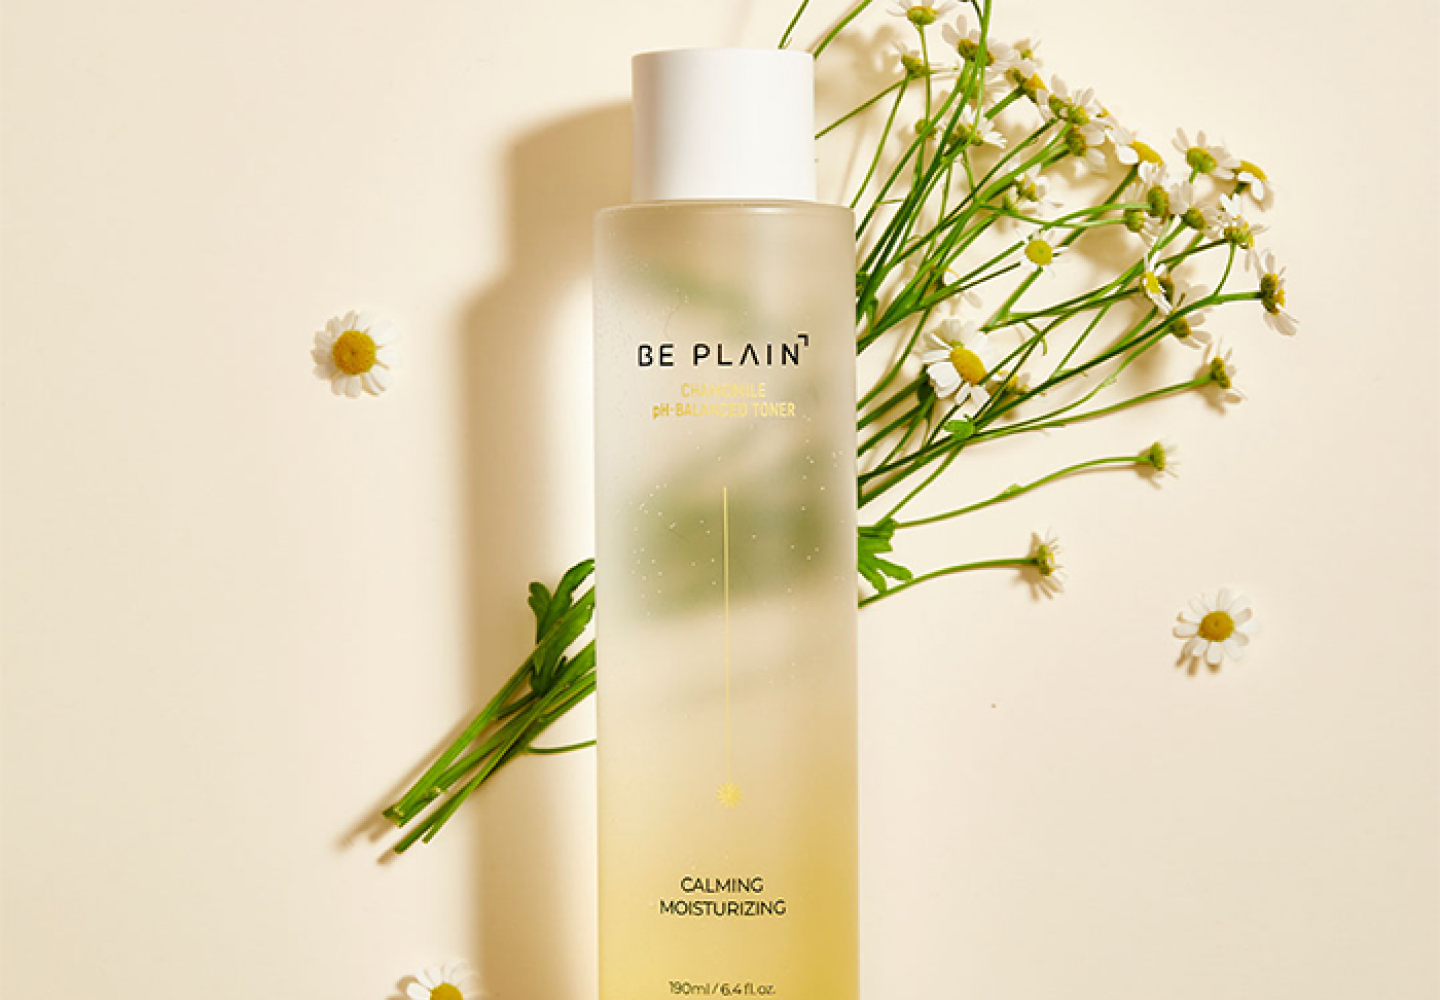 BE PLAIN
CHAMOMILE
pH-BALANCED TONER
CALMING
MOISTURIZING
190ml / 6.4 fl.oz.